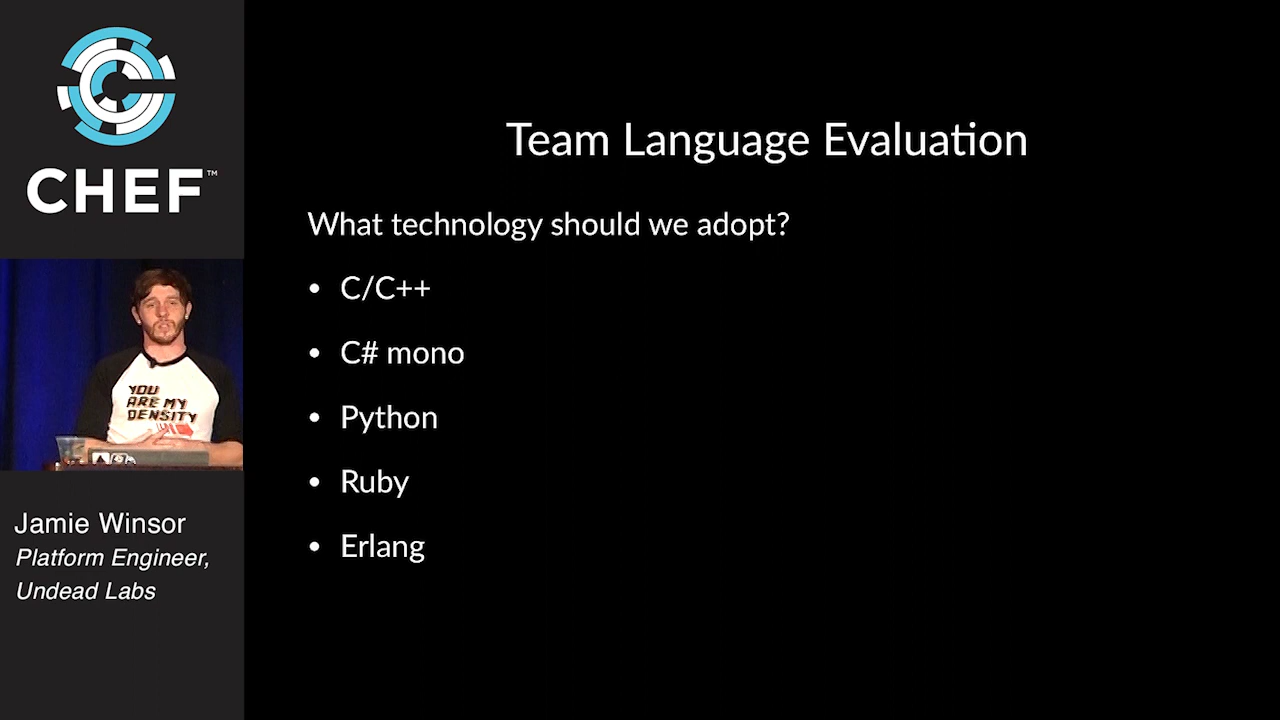 CHEF™
Team Language Evaluation
What technology should we adopt?
• C/C++
• C# mono
• Python
• Ruby
• Erlang
YOU
ARE MY
DENSITY
Jamie Winsor
Platform Engineer,
Undead Labs